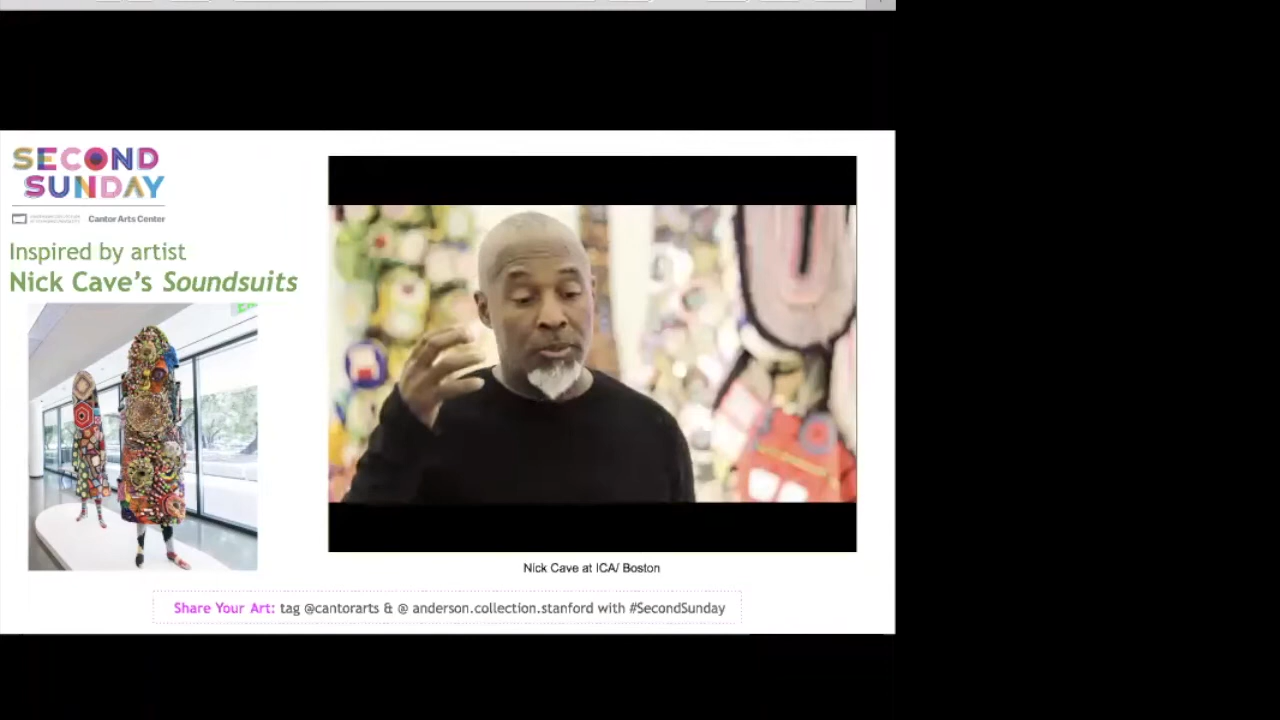 SECOND
SUNDAY
Cantor Arts Center
Inspired by artist
Nick Cave's Soundsuits
Nick Cave at ICA/ Boston
Share Your Art: tag @cantorarts & @ anderson.collection.stanford with #SecondSunday